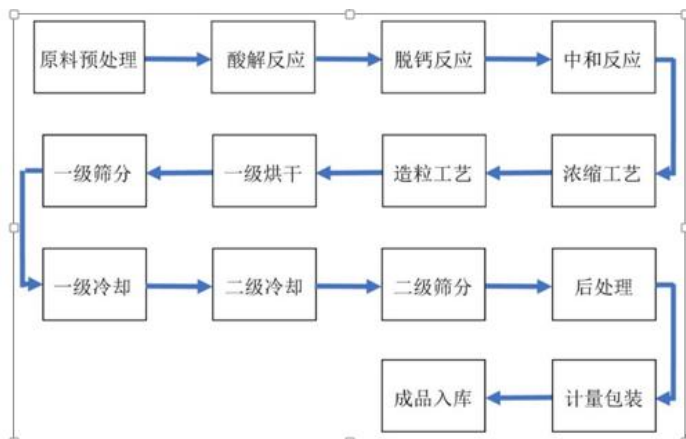 原料预处理
酸解反应
脱钙反应
中和反应
浓缩工艺
造粒工艺
一级烘干
一级筛分
一级冷却
二级冷却
二级筛分
后处理
计量包装
成品入库